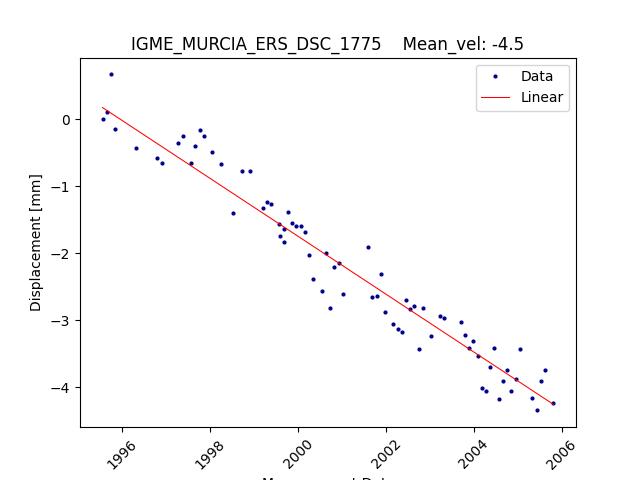 IGME_MURCIA_ERS_DSC_1775    Mean_vel: -4.5
Data
Linear
Displacement [mm]
0
−1
−2
−3
−4
1996
1998
2000
2002
2004
2006